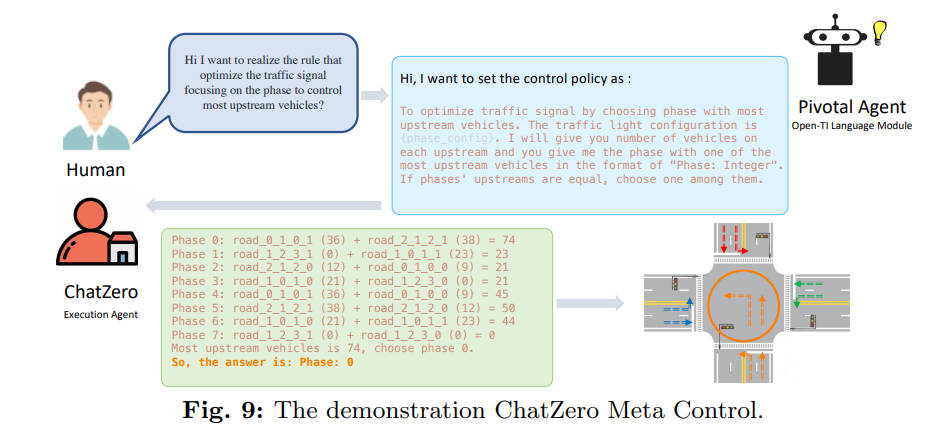 Hi I want to realize the rule that
optimize the traffic signal
focusing on the phase to control
most upstream vehicles?
Human
Hi, I want to set the control policy as :
To optimize traffic signal by choosing phase with most
upstream vehicles. The traffic light configuration is
{phase_config}. I will give you number of vehicles on
each upstream and you give me the phase with one of the
most upstream vehicles in the format of "Phase: Integer".
If phases' upstreams are equal, choose one among them.
Pivotal Agent
Open-TI Language Module
ChatZero
Execution Agent
Phase 0: road_0_1_0_1 (36) + road_2_1_2_1 (38) = 74
Phase 1: road_1_2_3_1 (0) + road_1_0_1_1 (23) = 23
Phase 2: road_2_1_2_0 (12) + road_0_1_0_0 (9) = 21
Phase 3: road_1_0_1_0 (21) + road_1_2_3_0 (0) = 21
Phase 4: road_0_1_0_1 (36) + road_0_1_0_0 (9) = 45
Phase 5: road_2_1_2_1 (38) + road_2_1_2_0 (12) = 50
Phase 6: road_1_0_1_0 (21) + road_1_0_1_1 (23) = 44
Phase 7: road_1_2_3_1 (0) + road_1_2_3_0 (0) = 0
Most upstream vehicles is 74, choose phase 0.
So, the answer is: Phase: 0
Fig. 9: The demonstration ChatZero Meta Control.